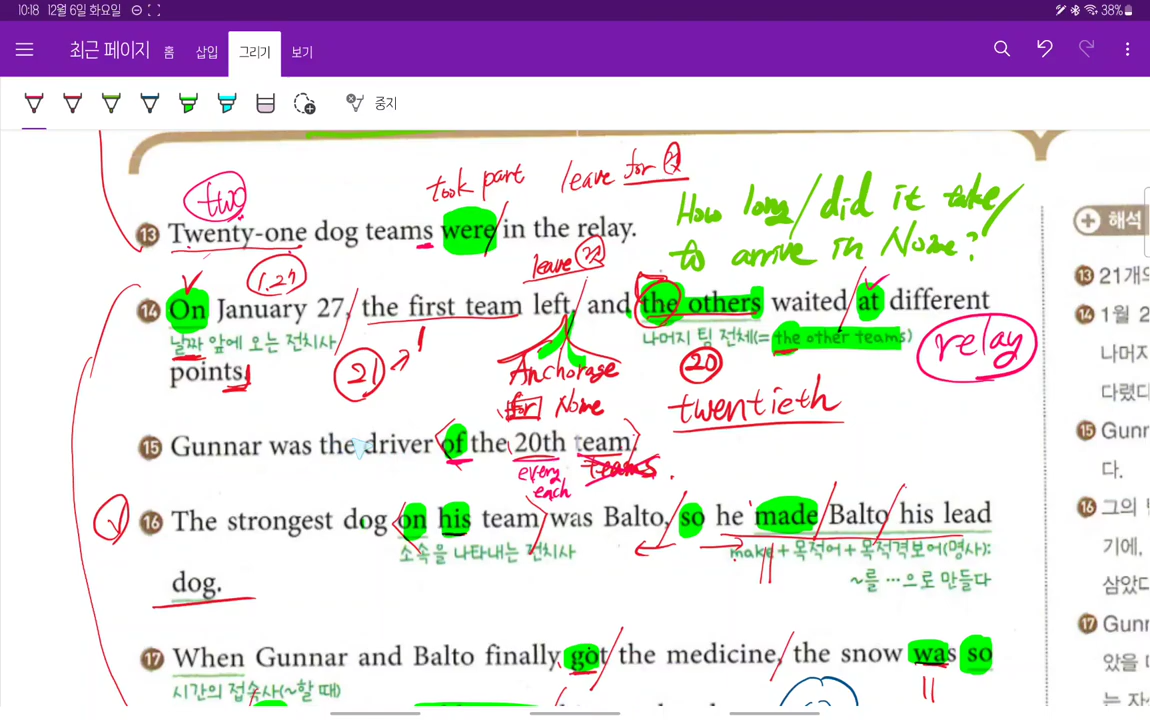 10:18 12월 6일 화요일 38%
최근 페이지 홈 삽입 그리기 보기
중지
two
took part leave for
How long / did it take /
to arrive in Nome?
해석
⑬ Twenty-one dog teams were in the relay.
⑬ 21개의
1.27
leave
⑭ On January 27, the first team left, and the others waited at different
⑭ 1월 2
날짜 앞에 오는 전치사
나머지 팀 전체(= the other teams)
relay
나머지
points.
21
Anchorage
20
다렸다
for Nome
twentieth
⑮ Gunnar was the driver of the 20th team.
⑮ Gunn
every
teams
다.
each
⑯ The strongest dog on his team was Balto, so he made Balto his lead
⑯ 그의
소속을 나타내는 전치사
make + 목적어 + 목적격보어(명사):
기에,
dog.
~를 …으로 만들다
삼았다
⑰ When Gunnar and Balto finally got the medicine, the snow was so
⑰ Gunn
시간의 접속사(~할 때)
았을 때
는 자